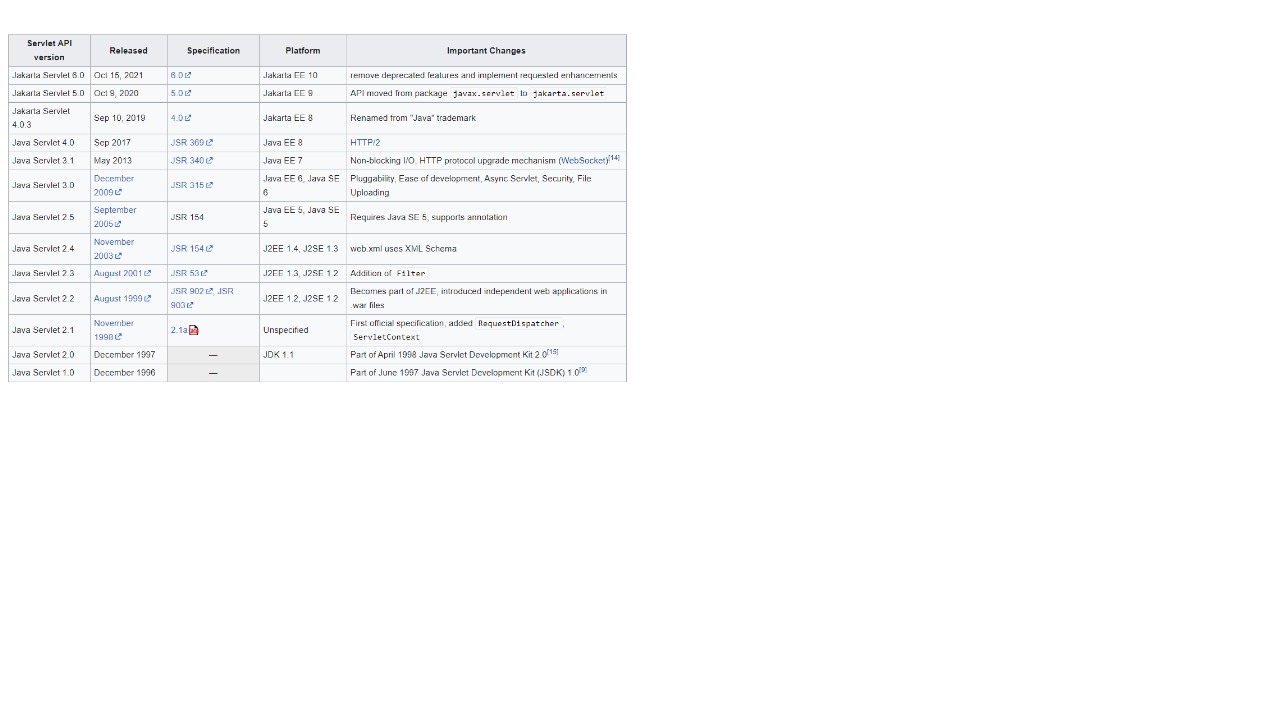 Servlet API version Released Specification Platform Important Changes
Jakarta Servlet 6.0 Oct 15, 2021 6.0 Jakarta EE 10 remove deprecated features and implement requested enhancements
Jakarta Servlet 5.0 Oct 9, 2020 5.0 Jakarta EE 9 API moved from package javax.servlet to jakarta.servlet
Jakarta Servlet 4.0.3 Sep 10, 2019 4.0 Jakarta EE 8 Renamed from "Java" trademark
Java Servlet 4.0 Sep 2017 JSR 369 Java EE 8 HTTP/2
Java Servlet 3.1 May 2013 JSR 340 Java EE 7 Non-blocking I/O, HTTP protocol upgrade mechanism (WebSocket)[14]
Java Servlet 3.0 December 2009 JSR 315 Java EE 6, Java SE 6 Pluggability, Ease of development, Async Servlet, Security, File Uploading
Java Servlet 2.5 September 2005 JSR 154 Java EE 5, Java SE 5 Requires Java SE 5, supports annotation
Java Servlet 2.4 November 2003 JSR 154 J2EE 1.4, J2SE 1.3 web.xml uses XML Schema
Java Servlet 2.3 August 2001 JSR 53 J2EE 1.3, J2SE 1.2 Addition of Filter
Java Servlet 2.2 August 1999 JSR 902, JSR 903 J2EE 1.2, J2SE 1.2 Becomes part of J2EE, introduced independent web applications in .war files
Java Servlet 2.1 November 1998 2.1a Unspecified First official specification, added RequestDispatcher, ServletContext
Java Servlet 2.0 December 1997 — JDK 1.1 Part of April 1998 Java Servlet Development Kit 2.0[15]
Java Servlet 1.0 December 1996 — Part of June 1997 Java Servlet Development Kit (JSDK) 1.0[9]